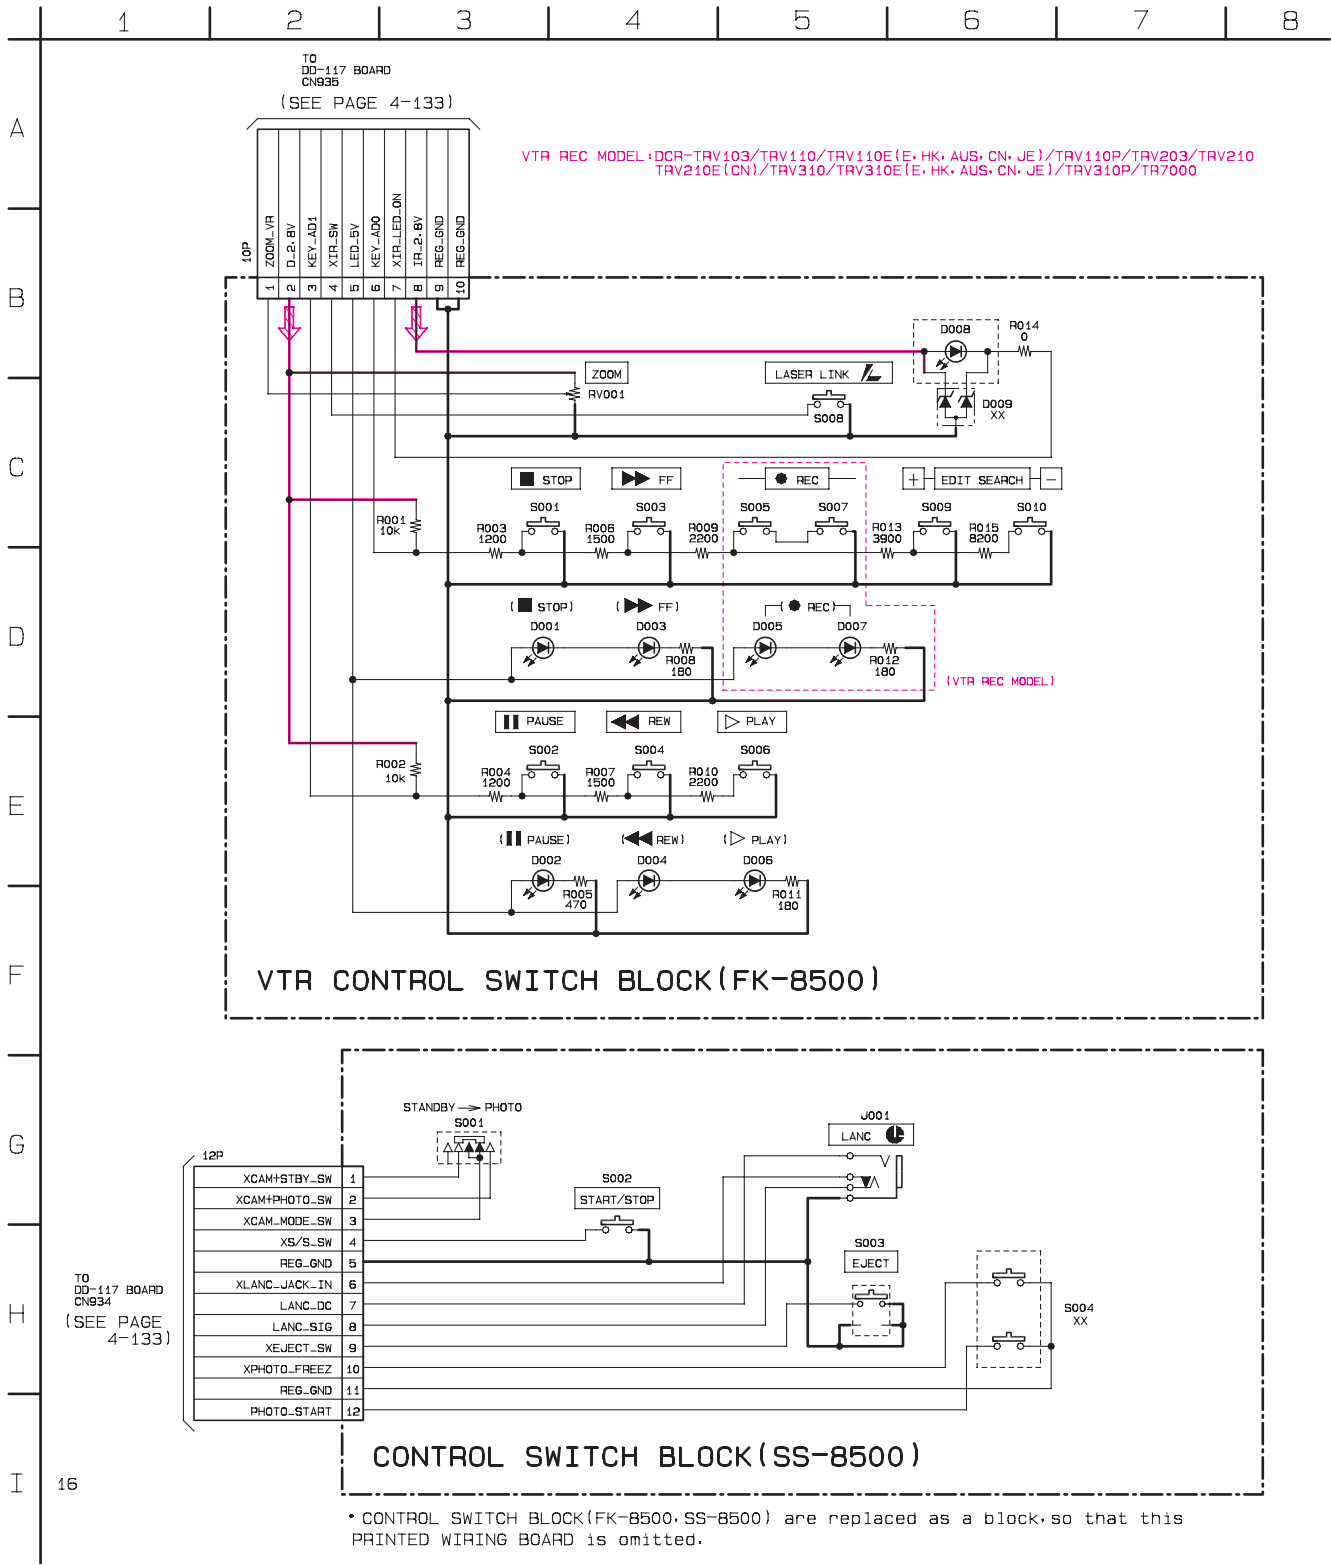 1 2 3 4 5 6 7 8
TO
DD-117 BOARD
CN935
(SEE PAGE 4-133)
A
VTR REC MODEL:DCR-TRV103/TRV110/TRV110E(E, HK, AUS, CN, JE)/TRV110P/TRV203/TRV210
TRV210E(CN)/TRV310/TRV310E(E, HK, AUS, CN, JE)/TRV310P/TR7000
10P
ZOOM_VR
D_2.8V
KEY_AD1
XIR_SW
LED_5V
KEY_AD0
XIR_LED_ON
IR_2.8V
REG_GND
REG_GND
1 2 3 4 5 6 7 8 9 10
B
D008
R014
0
ZOOM
RV001
LASER LINK
S008
D009
XX
C
STOP
FF
REC
+ EDIT SEARCH -
S001
S003
S005
S007
S009
S010
R001
10k
R003
1200
R006
1500
R009
2200
R013
3900
R015
8200
D
( STOP)
( FF)
( REC)
D001
D003
D005
D007
R008
180
R012
180
(VTR REC MODEL)
PAUSE
REW
PLAY
S002
S004
S006
R002
10k
R004
1200
R007
1500
R010
2200
E
( PAUSE)
( REW)
( PLAY)
D002
D004
D006
R005
470
R011
180
F
VTR CONTROL SWITCH BLOCK(FK-8500)
STANDBY → PHOTO
S001
J001
LANC
G
12P
XCAM+STBY_SW 1
XCAM+PHOTO_SW 2
XCAM_MODE_SW 3
XS/S_SW 4
REG_GND 5
XLANC_JACK_IN 6
LANC_DC 7
LANC_SIG 8
XEJECT_SW 9
XPHOTO_FREEZ 10
REG_GND 11
PHOTO_START 12
S002
START/STOP
S003
EJECT
S004
XX
TO
DD-117 BOARD
CN934
(SEE PAGE
4-133)
H
CONTROL SWITCH BLOCK(SS-8500)
I
16
* CONTROL SWITCH BLOCK(FK-8500, SS-8500) are replaced as a block, so that this
PRINTED WIRING BOARD is omitted.